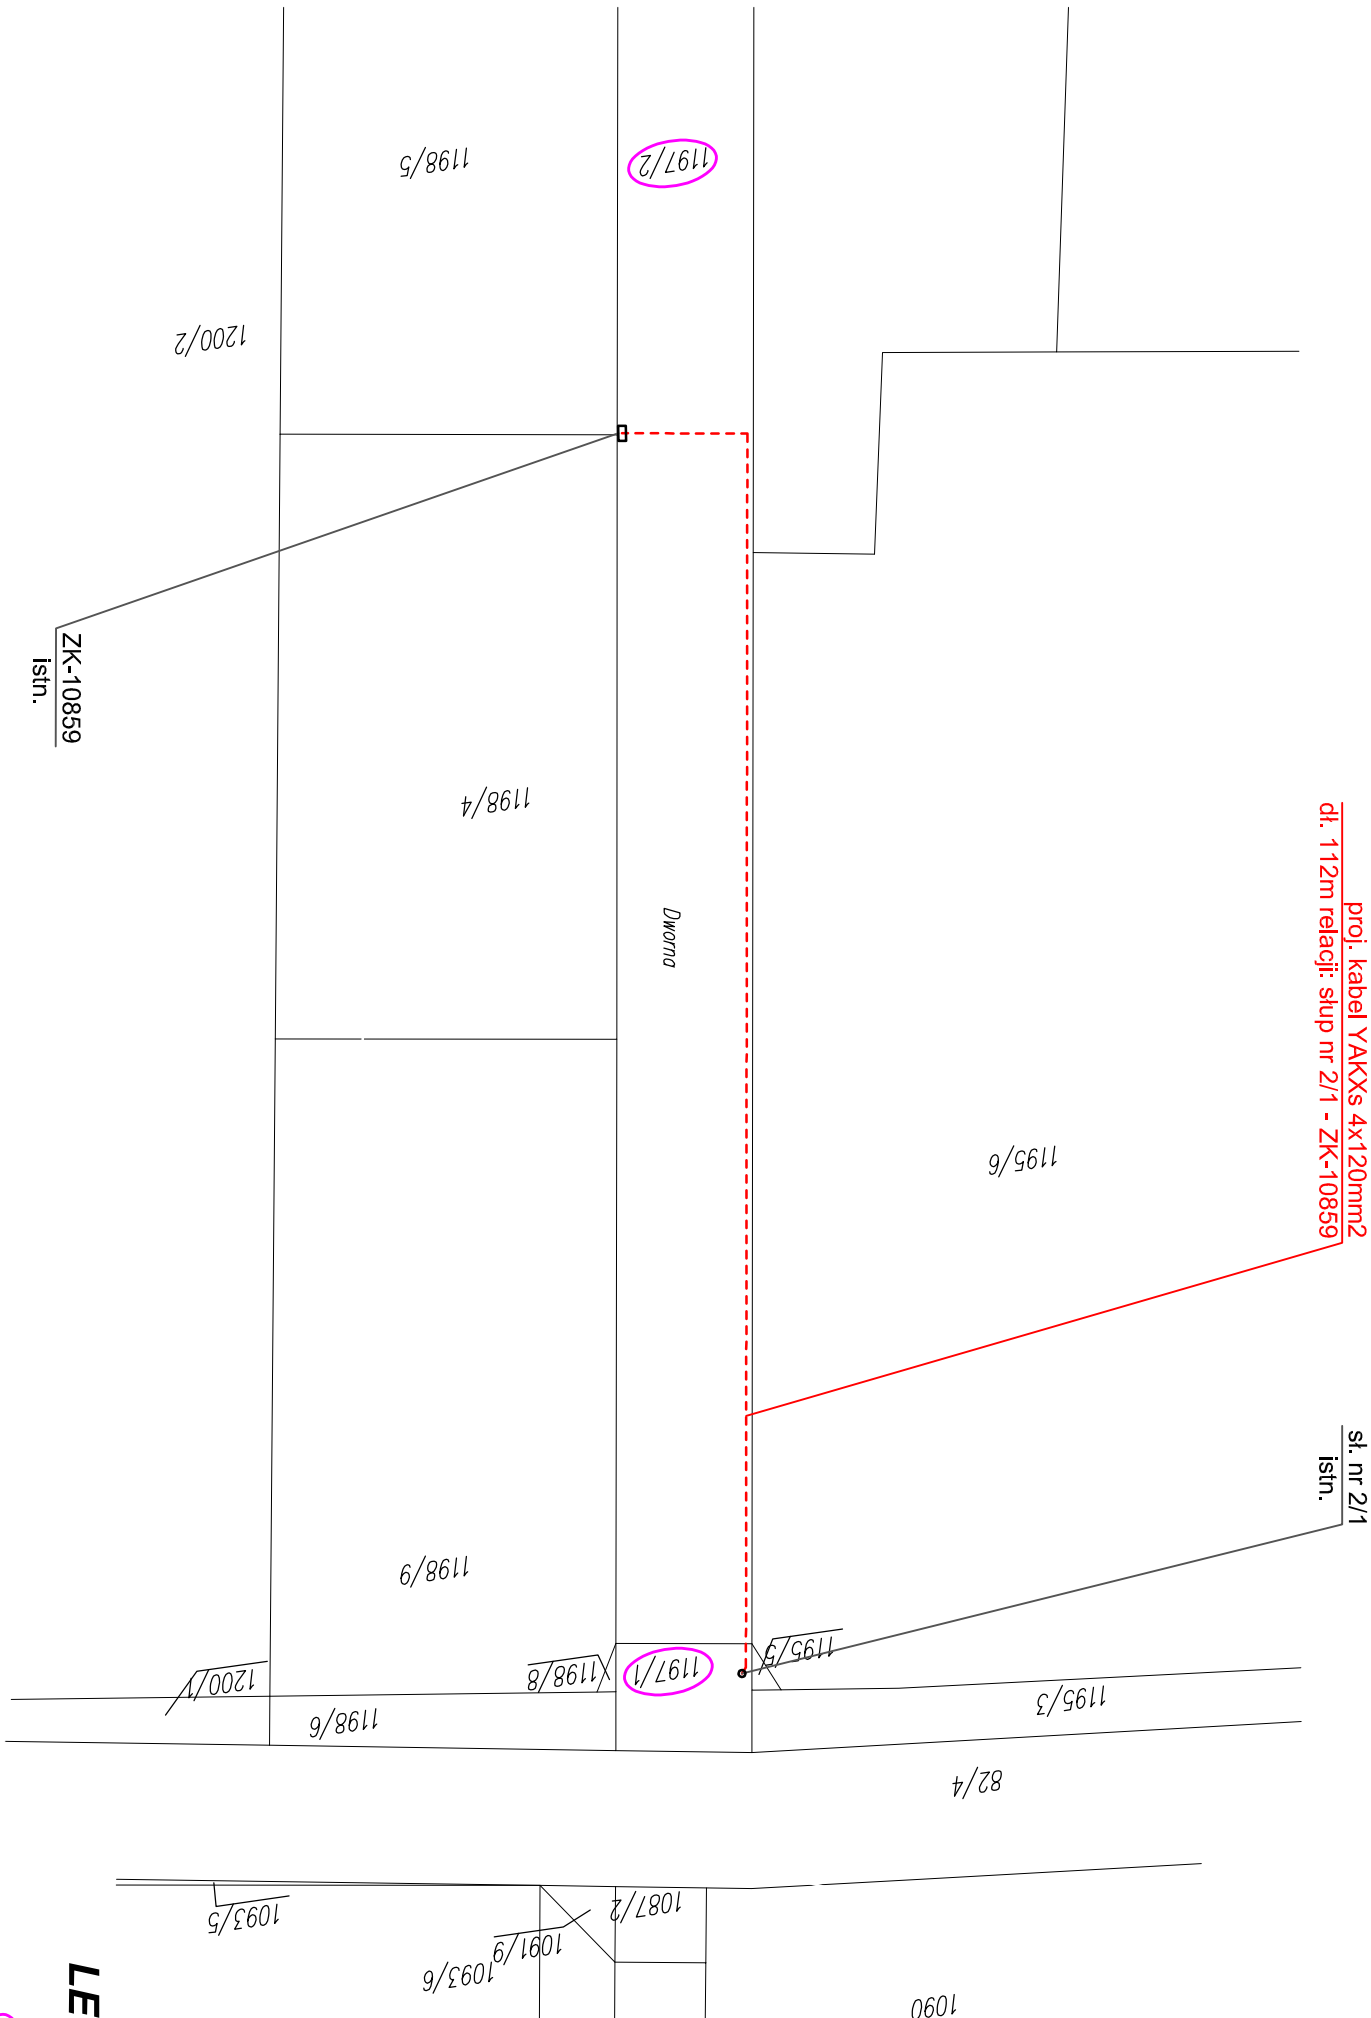 1198/5
1197/2
1200/2
ZK-10859
istn.
1198/4
Dworna
proj. kabel YAKXs 4x120mm2
dł. 112m relacji: słup nr 2/1 - ZK-10859
1195/6
sł. nr 2/1
istn.
1198/9
1200/1
1198/8
1197/1
1195/5
1198/6
1195/3
82/4
1093/5
1091/9
1087/2
1093/6
1090
LE